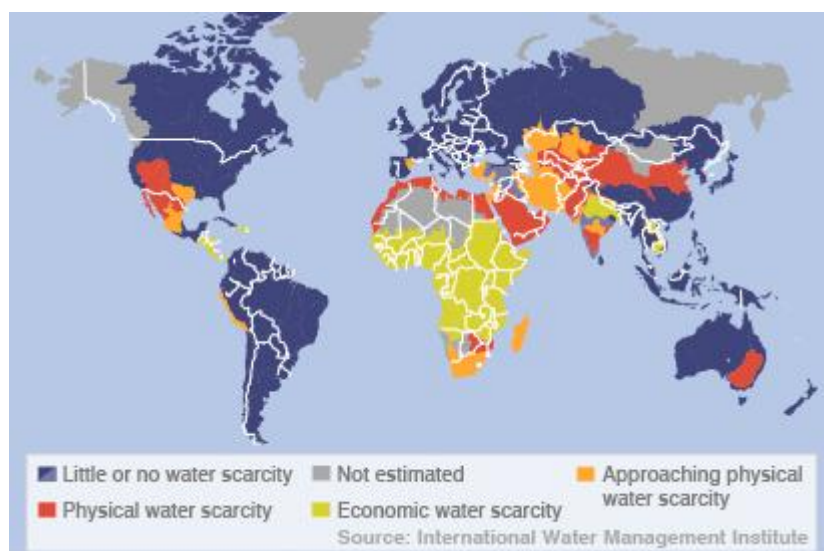 Little or no water scarcity
Not estimated
Approaching physical
water scarcity
Physical water scarcity
Economic water scarcity
Source: International Water Management Institute